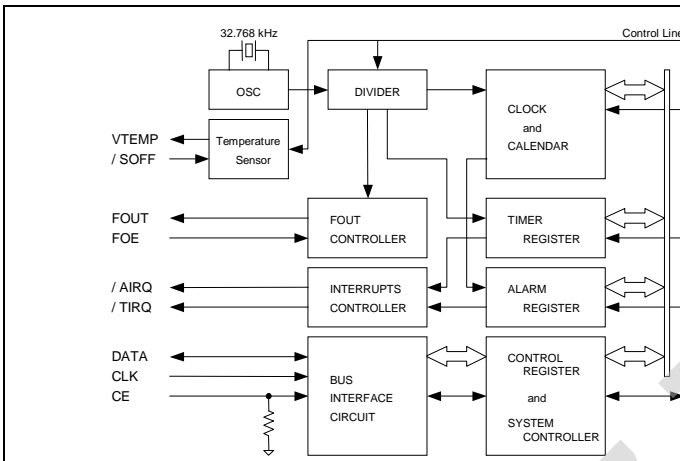 32.768 kHz
Control Line
OSC
DIVIDER
CLOCK
and
CALENDAR
VTEMP
/ SOFF
Temperature
Sensor
FOUT
FOE
FOUT
CONTROLLER
TIMER
REGISTER
/ AIRQ
/ TIRQ
INTERRUPTS
CONTROLLER
ALARM
REGISTER
DATA
CLK
CE
BUS
INTERFACE
CIRCUIT
CONTROL
REGISTER
and
SYSTEM
CONTROLLER